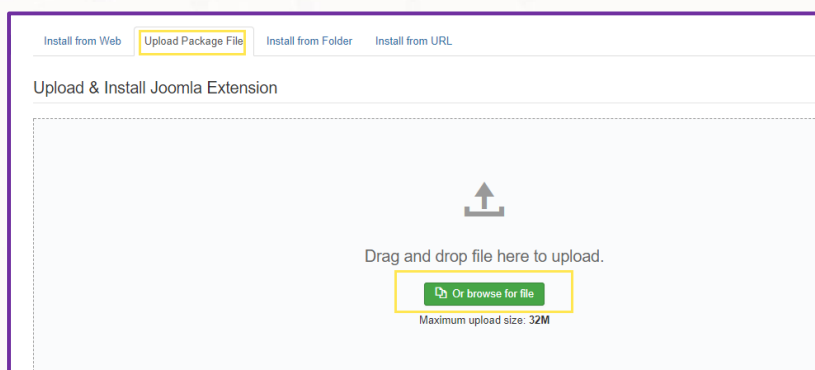 Install from Web Upload Package File Install from Folder Install from URL
Upload & Install Joomla Extension
Drag and drop file here to upload.
Or browse for file
Maximum upload size: 32M